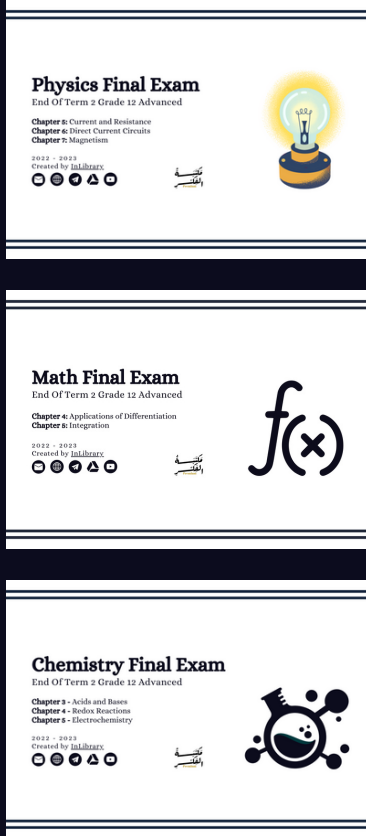 Physics Final Exam
End Of Term 2 Grade 12 Advanced
Chapter 5: Current and Resistance
Chapter 6: Direct Current Circuits
Chapter 7: Magnetism
2022 - 2023
Created by InLibrary
Math Final Exam
End Of Term 2 Grade 12 Advanced
Chapter 4: Applications of Differentiation
Chapter 5: Integration
2022 - 2023
Created by InLibrary
f(x)
Chemistry Final Exam
End Of Term 2 Grade 12 Advanced
Chapter 3 - Acids and Bases
Chapter 4 - Redox Reactions
Chapter 5 - Electrochemistry
2022 - 2023
Created by InLibrary